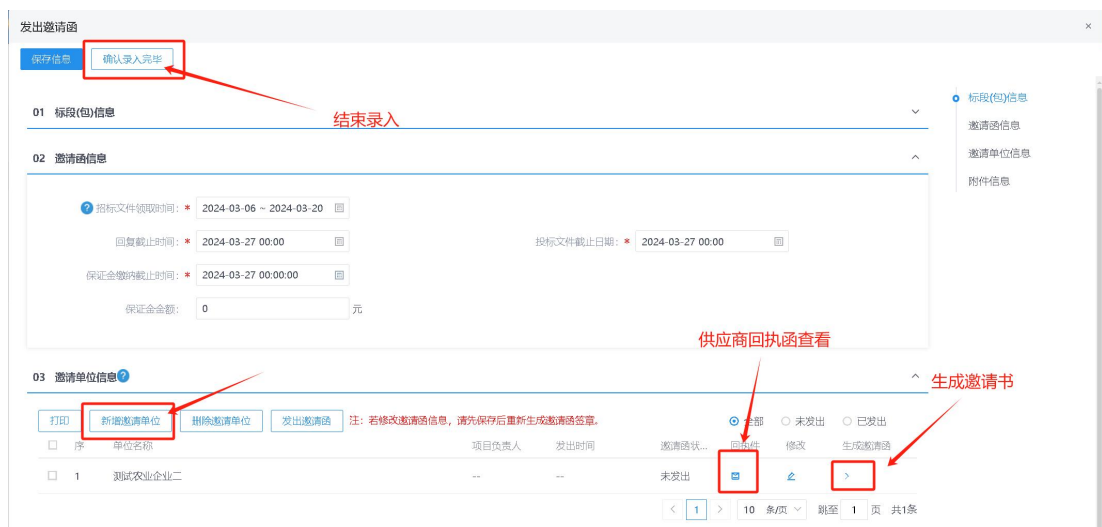 发出邀请函 ×
保存信息 确认录入完毕
01 标段(包)信息
结束录入
标段(包)信息
邀请函信息
邀请单位信息
附件信息
02 邀请函信息
? 招标文件领取时间: * 2024-03-06 ~ 2024-03-20
回复截止时间: * 2024-03-27 00:00 投标文件截止日期: * 2024-03-27 00:00
保证金缴纳截止时间: * 2024-03-27 00:00:00
保证金金额: 0 元
供应商回执函查看
03 邀请单位信息 ?
生成邀请书
打印 新增邀请单位 删除邀请单位 发出邀请函 注: 若修改邀请函信息, 请先保存后重新生成邀请函签章。 全部 未发出 已发出
序 单位名称 项目负责人 发出时间 邀请函状... 回执件 修改 生成邀请函
1 测试农业企业二 -- -- 未发出
< 1 > 10 条/页 跳至 1 页 共1条